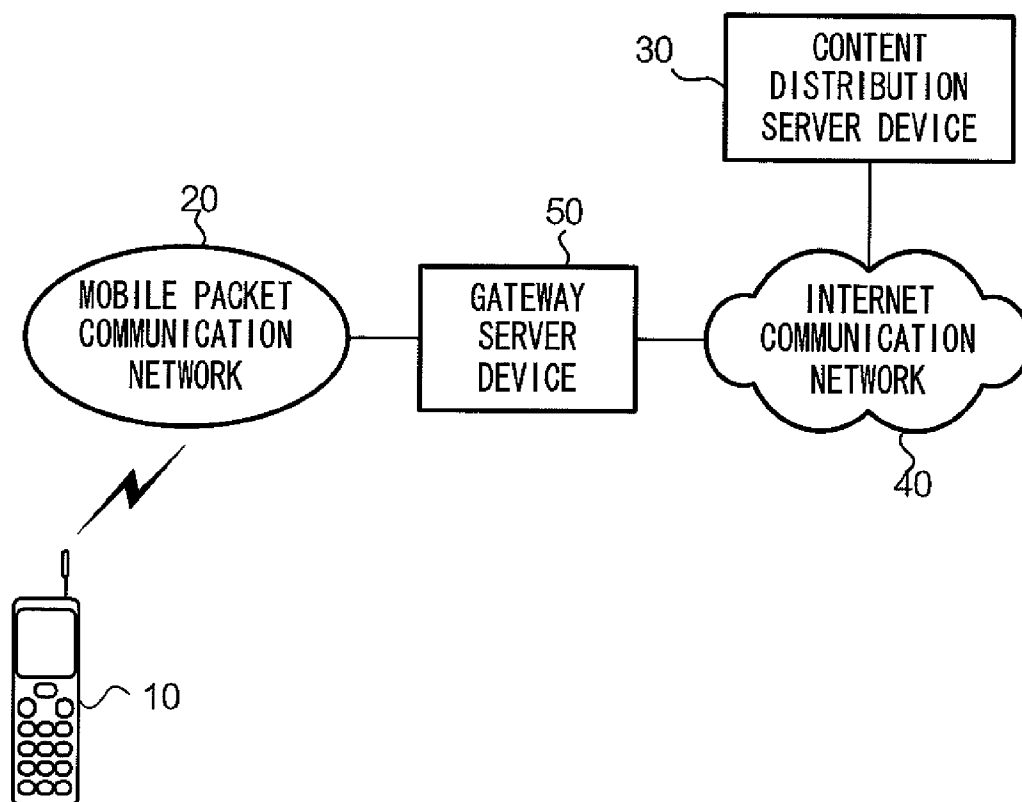 30
CONTENT
DISTRIBUTION
SERVER DEVICE
20
50
MOBILE PACKET
COMMUNICATION
NETWORK
GATEWAY
SERVER
DEVICE
INTERNET
COMMUNICATION
NETWORK
40
10